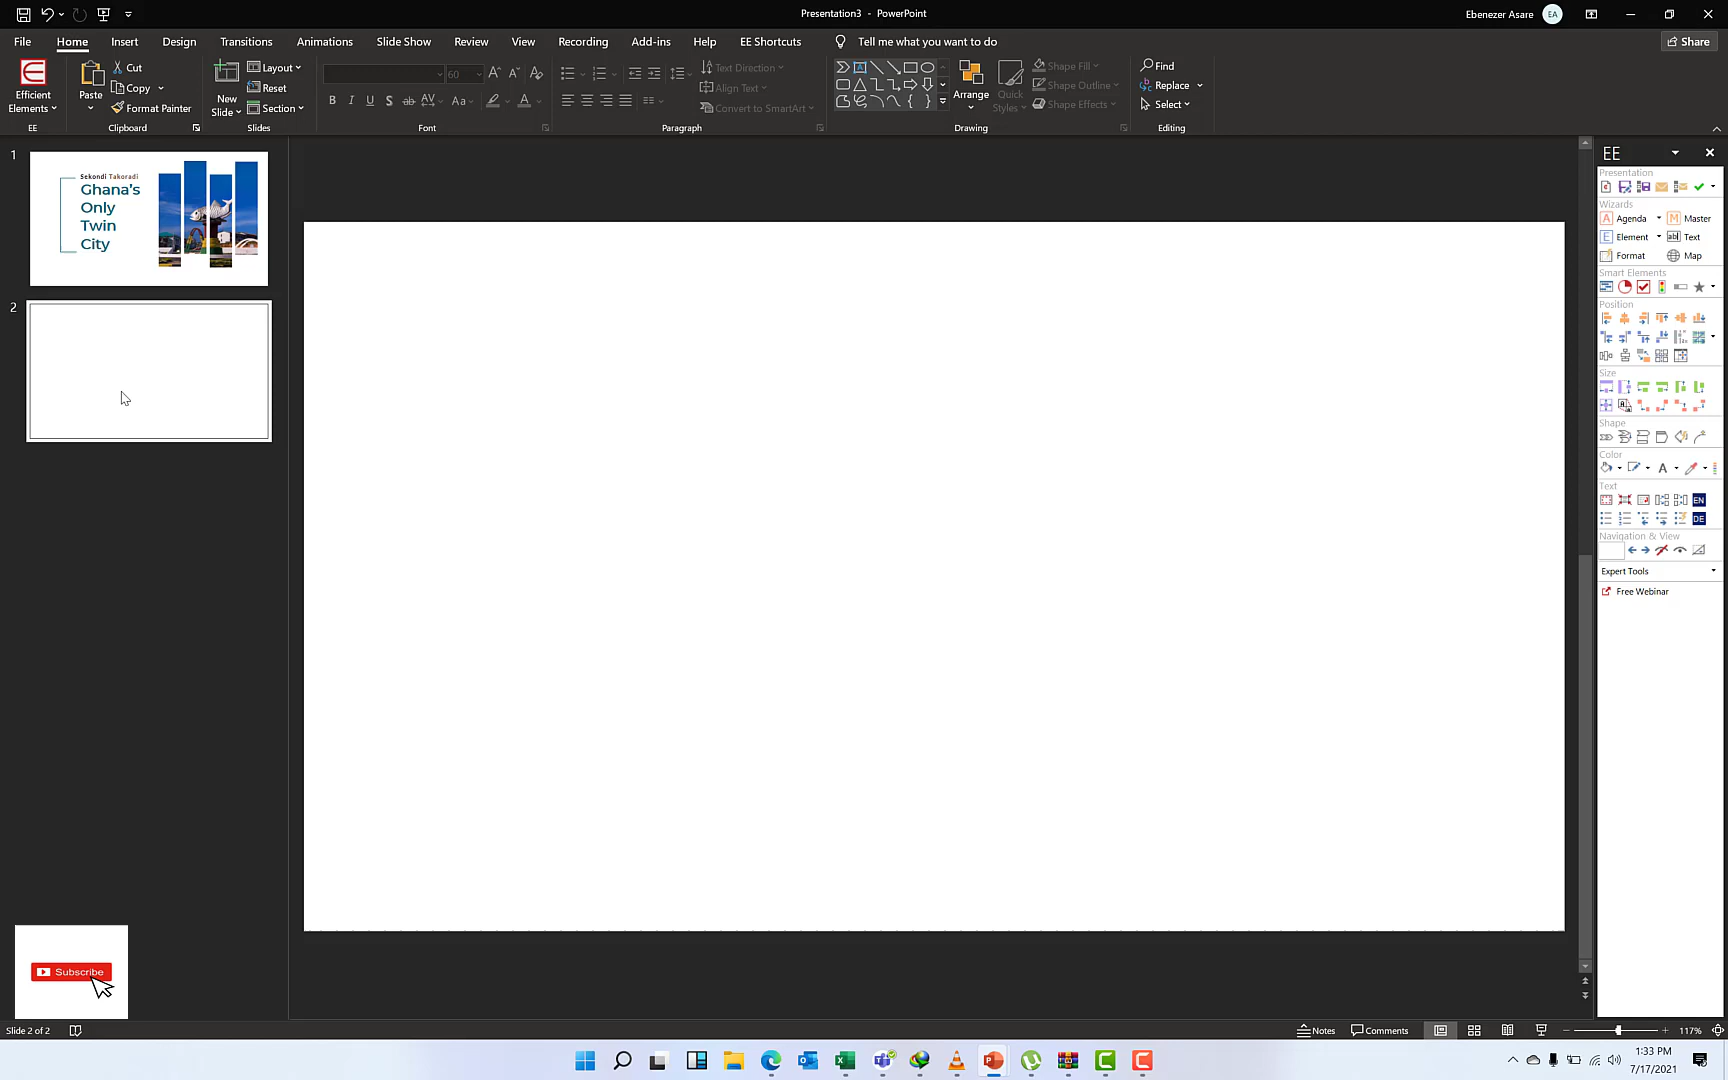 Presentation3 - PowerPoint
Ebenezer Asare
EA
File
Home
Insert
Design
Transitions
Animations
Slide Show
Review
View
Recording
Add-ins
Help
EE Shortcuts
Tell me what you want to do
Share
Efficient
Elements
EE
Paste
Cut
Copy
Format Painter
Clipboard
New
Slide
Layout
Reset
Section
Slides
60
Font
Text Direction
Align Text
Convert to SmartArt
Paragraph
Arrange
Quick
Styles
Shape Fill
Shape Outline
Shape Effects
Drawing
Find
Replace
Select
Editing
1
Sekondi Takoradi
Ghana's
Only
Twin
City
2
EE
Presentation
Wizards
Agenda
Master
Element
Text
Format
Map
Smart Elements
Position
Size
Shape
Color
Text
EN
DE
Navigation & View
Expert Tools
Free Webinar
Subscribe
Slide 2 of 2
Notes
Comments
117%
1:33 PM
7/17/2021